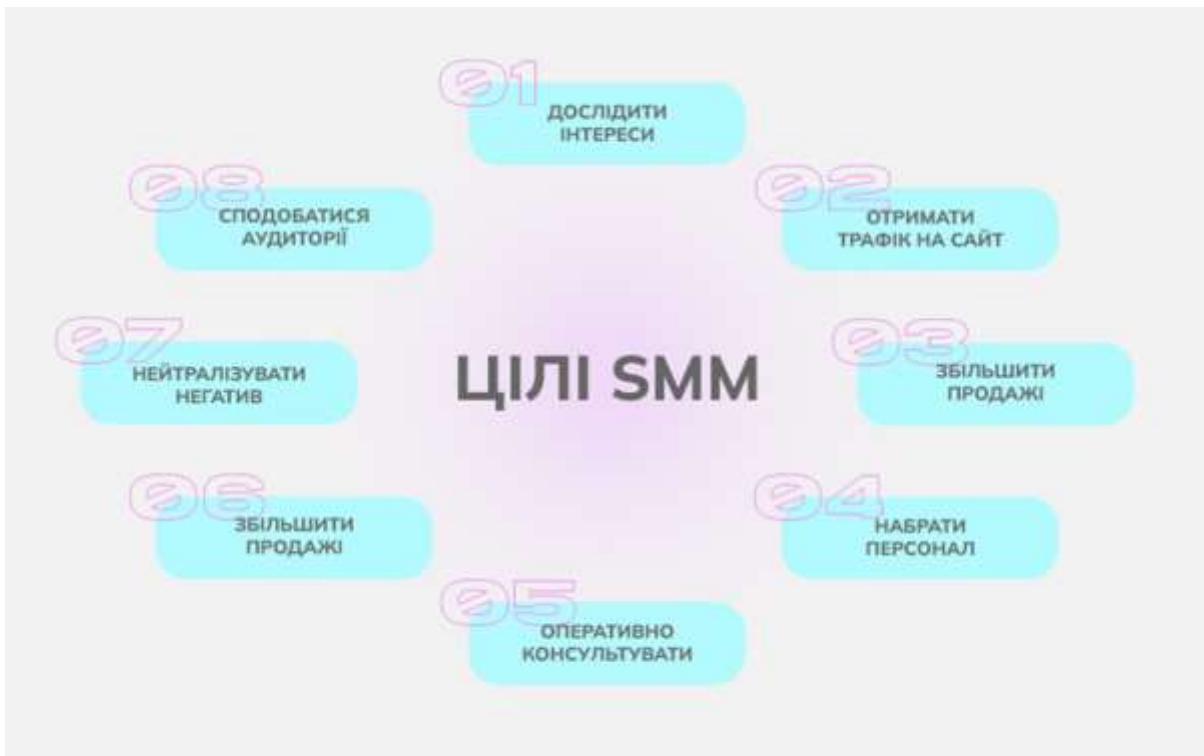 01
ДОСЛІДИТИ
ІНТЕРЕСИ
02
ОТРИМАТИ
ТРАФІК НА САЙТ
03
ЗБІЛЬШИТИ
ПРОДАЖІ
04
НАБРАТИ
ПЕРСОНАЛ
05
ОПЕРАТИВНО
КОНСУЛЬТУВАТИ
06
ЗБІЛЬШИТИ
ПРОДАЖІ
07
НЕЙТРАЛІЗУВАТИ
НЕГАТИВ
08
СПОДОБАТИСЯ
АУДИТОРІЇ
ЦІЛІ SMM